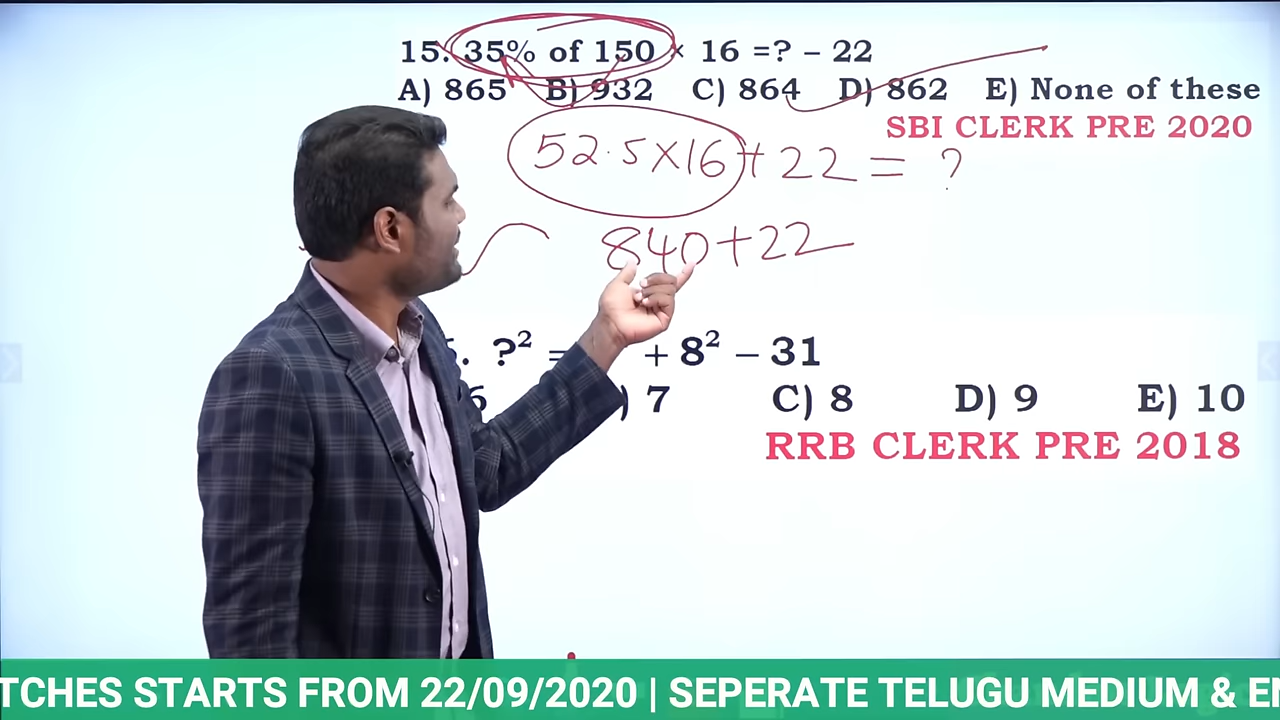 15. 35% of 150 × 16 =? – 22
A) 865 B) 932 C) 864 D) 862 E) None of these
SBI CLERK PRE 2020
52.5×16+22 = ?
840+22
?² = + 8² – 31
) 7 C) 8 D) 9 E) 10
RRB CLERK PRE 2018
TCHES STARTS FROM 22/09/2020 | SEPERATE TELUGU MEDIUM & E